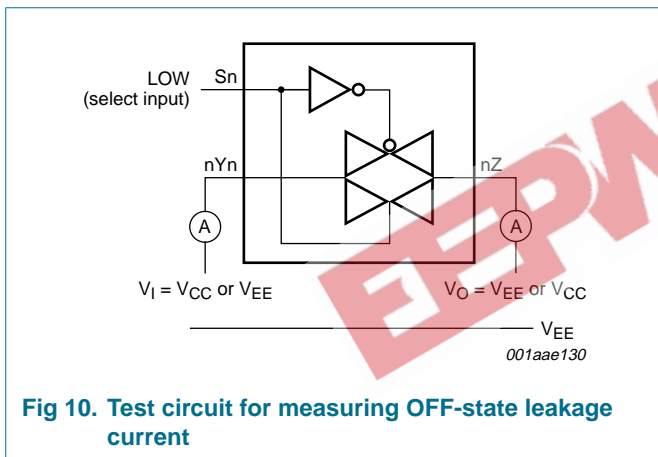 LOW Sn
(select input)
nYn nZ
A A
VI = VCC or VEE VO = VEE or VCC
VEE
001aae130
EEPW
Fig 10. Test circuit for measuring OFF-state leakage
current